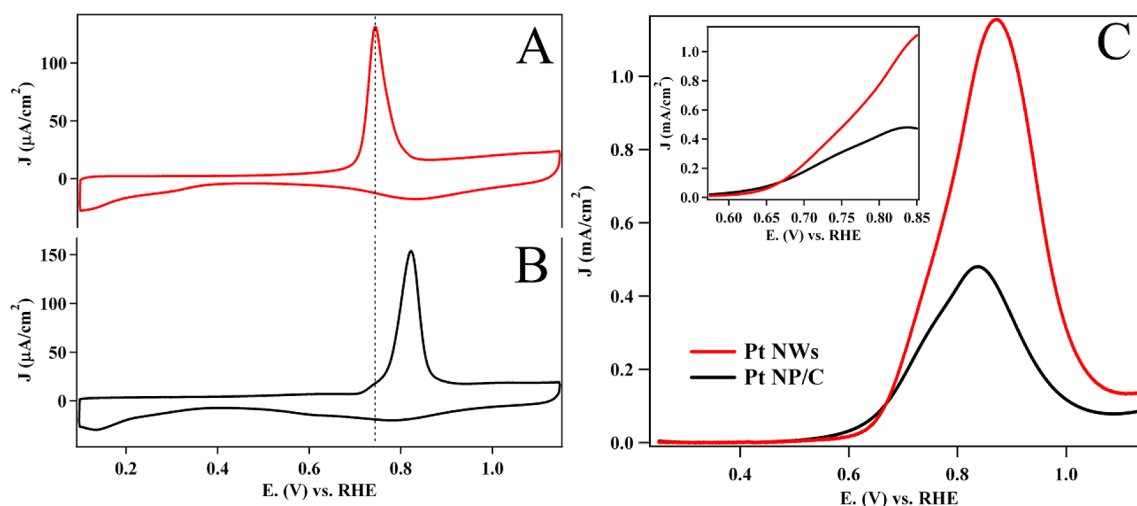 A
100
50
0
J (μA/cm²)
B
150
100
50
0
J (μA/cm²)
0.2 0.4 0.6 0.8 1.0
E. (V) vs. RHE
C
1.0
0.8
0.6
0.4
0.2
0.0
J (mA/cm²)
1.0
0.8
0.6
0.4
0.2
0.0
J (mA/cm²)
0.60 0.65 0.70 0.75 0.80 0.85
E. (V) vs. RHE
Pt NWs
Pt NP/C
0.4 0.6 0.8 1.0
E. (V) vs. RHE